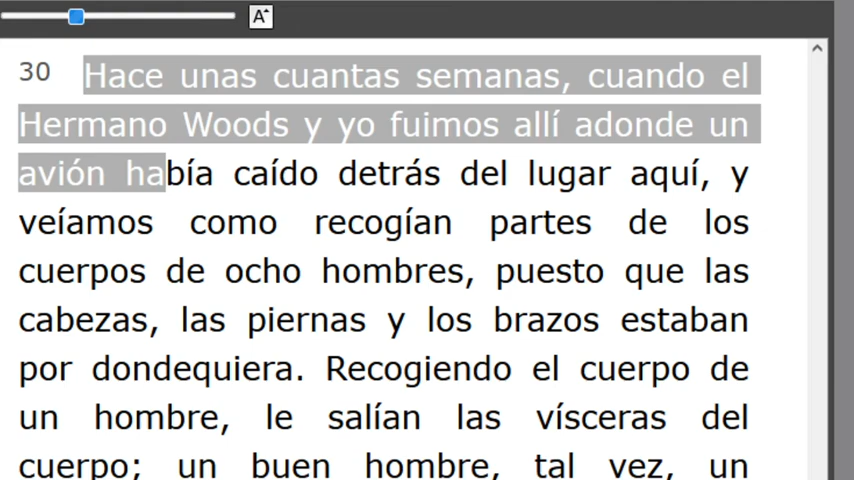 A
30 Hace unas cuantas semanas, cuando el
Hermano Woods y yo fuimos allí adonde un
avión había caído detrás del lugar aquí, y
veíamos como recogían partes de los
cuerpos de ocho hombres, puesto que las
cabezas, las piernas y los brazos estaban
por dondequiera. Recogiendo el cuerpo de
un hombre, le salían las vísceras del
cuerpo; un buen hombre, tal vez, un